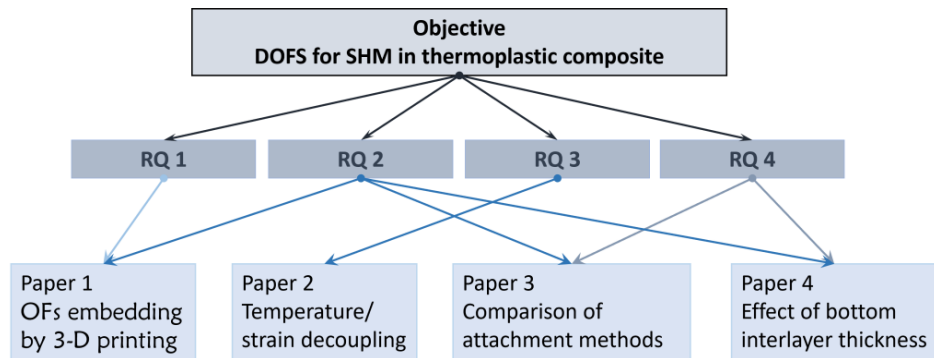 Objective
DOFS for SHM in thermoplastic composite
RQ 1
RQ 2
RQ 3
RQ 4
Paper 1
OFs embedding
by 3-D printing
Paper 2
Temperature/
strain decoupling
Paper 3
Comparison of
attachment methods
Paper 4
Effect of bottom
interlayer thickness